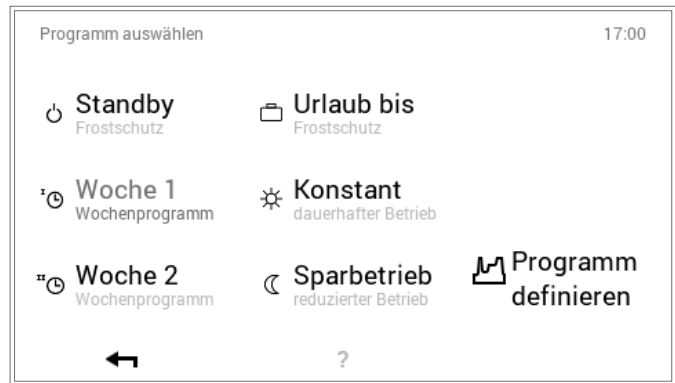 Programm auswählen 17:00
Standby
Frostschutz
Urlaub bis
Frostschutz
I Woche 1
Wochenprogramm
Konstant
dauerhafter Betrieb
II Woche 2
Wochenprogramm
Sparbetrieb
reduzierter Betrieb
Programm
definieren
?